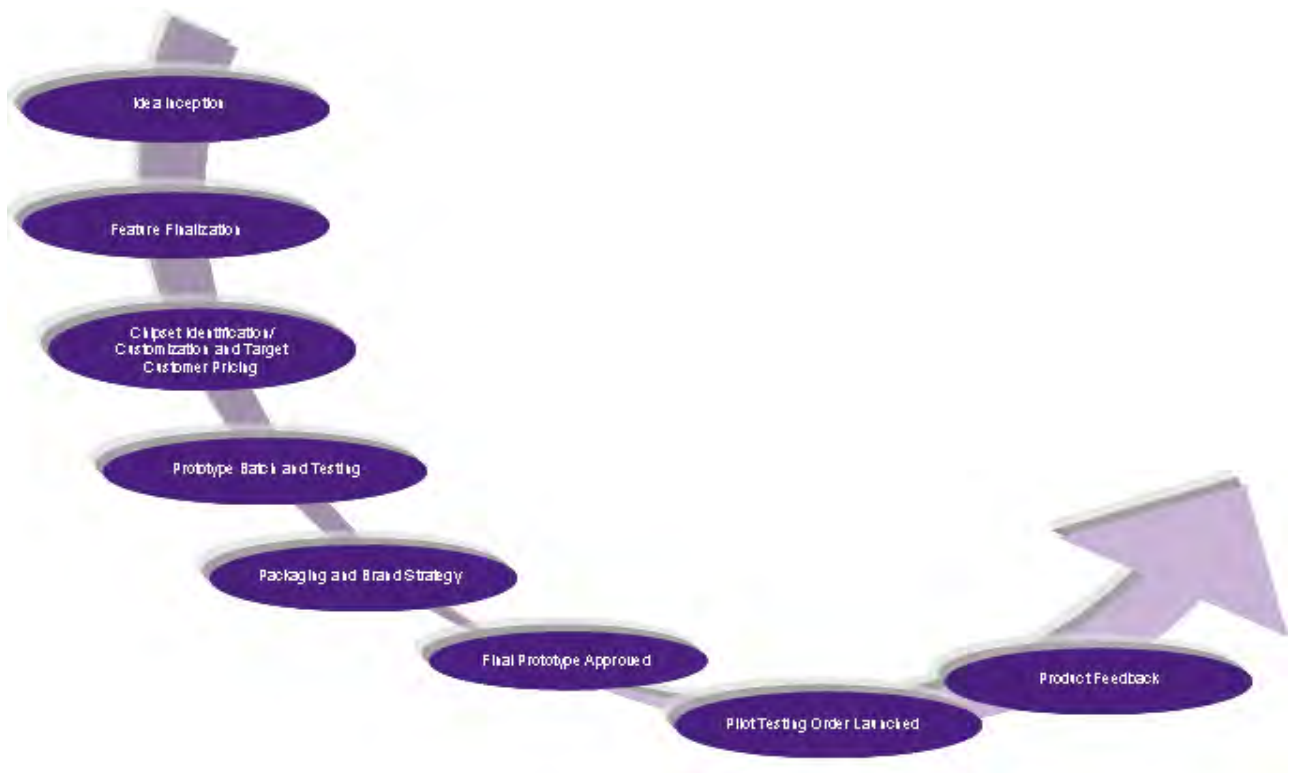 Idea Inception
Feature Finalization
Chipset Identification/
Customization and Target
Customer Pricing
Prototype Batch and Testing
Packaging and Brand Strategy
Final Prototype Approved
Pilot Testing Order Launched
Product Feedback